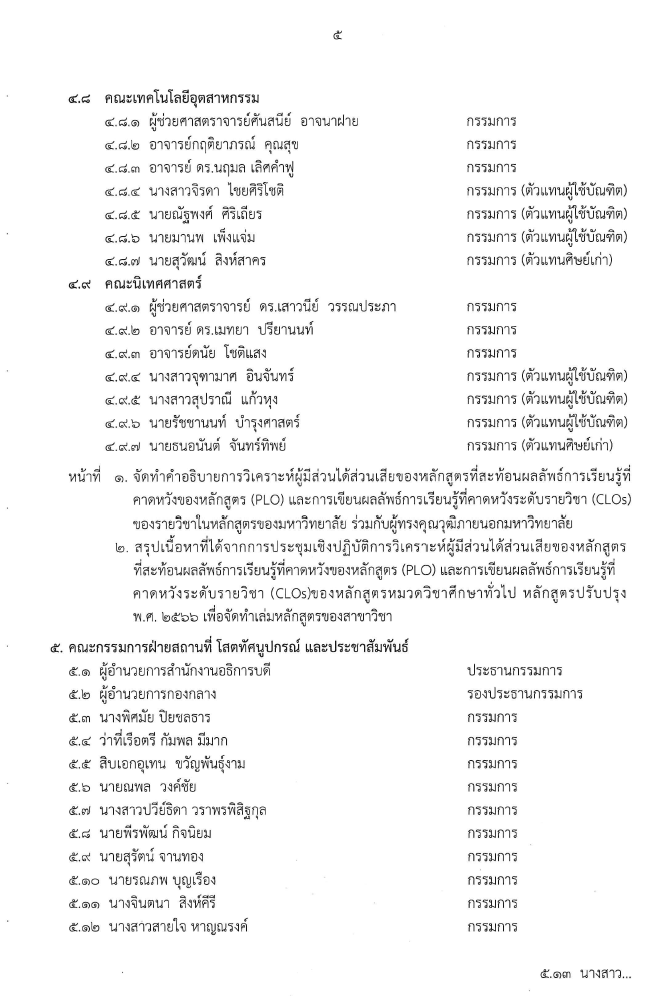 ๕
๔.๘ คณะเทคโนโลยีอุตสาหกรรม
๔.๘.๑ ผู้ช่วยศาสตราจารย์ศันสนีย์ อาจนาฝาย กรรมการ
๔.๘.๒ อาจารย์กฤติยาภรณ์ คุณสุข กรรมการ
๔.๘.๓ อาจารย์ ดร.นฤมล เลิศคำฟู กรรมการ
๔.๘.๔ นางสาวจิรดา ไชยศิริโชติ กรรมการ (ตัวแทนผู้ใช้บัณฑิต)
๔.๘.๕ นายณัฐพงศ์ ศิริเถียร กรรมการ (ตัวแทนผู้ใช้บัณฑิต)
๔.๘.๖ นายมานพ เพ็งแจ่ม กรรมการ (ตัวแทนผู้ใช้บัณฑิต)
๔.๘.๗ นายสุวัฒน์ สิงห์สาคร กรรมการ (ตัวแทนศิษย์เก่า)
๔.๙ คณะนิเทศศาสตร์
๔.๙.๑ ผู้ช่วยศาสตราจารย์ ดร.เสาวนีย์ วรรณประภา กรรมการ
๔.๙.๒ อาจารย์ ดร.เมทยา ปรียานนท์ กรรมการ
๔.๙.๓ อาจารย์ดนัย โชติแสง กรรมการ
๔.๙.๔ นางสาวจุฑามาศ อินจันทร์ กรรมการ (ตัวแทนผู้ใช้บัณฑิต)
๔.๙.๕ นางสาวสุปราณี แก้วหุง กรรมการ (ตัวแทนผู้ใช้บัณฑิต)
๔.๙.๖ นายรัชชานนท์ บำรุงศาสตร์ กรรมการ (ตัวแทนผู้ใช้บัณฑิต)
๔.๙.๗ นายธนอนันต์ จันทร์ทิพย์ กรรมการ (ตัวแทนศิษย์เก่า)
หน้าที่ ๑. จัดทำคำอธิบายการวิเคราะห์ผู้มีส่วนได้ส่วนเสียของหลักสูตรที่สะท้อนผลลัพธ์การเรียนรู้ที่
คาดหวังของหลักสูตร (PLO) และการเขียนผลลัพธ์การเรียนรู้ที่คาดหวังระดับรายวิชา (CLOs)
ของรายวิชาในหลักสูตรของมหาวิทยาลัย ร่วมกับผู้ทรงคุณวุฒิภายนอกมหาวิทยาลัย
๒. สรุปเนื้อหาที่ได้จากการประชุมเชิงปฏิบัติการวิเคราะห์ผู้มีส่วนได้ส่วนเสียของหลักสูตร
ที่สะท้อนผลลัพธ์การเรียนรู้ที่คาดหวังของหลักสูตร (PLO) และการเขียนผลลัพธ์การเรียนรู้ที่
คาดหวังระดับรายวิชา (CLOs)ของหลักสูตรหมวดวิชาศึกษาทั่วไป หลักสูตรปรับปรุง
พ.ศ. ๒๕๖๖ เพื่อจัดทำเล่มหลักสูตรของสาขาวิชา
๕. คณะกรรมการฝ่ายสถานที่ โสตทัศนูปกรณ์ และประชาสัมพันธ์
๕.๑ ผู้อำนวยการสำนักงานอธิการบดี ประธานกรรมการ
๕.๒ ผู้อำนวยการกองกลาง รองประธานกรรมการ
๕.๓ นางพิศมัย ปิยชลธาร กรรมการ
๕.๔ ว่าที่เรือตรี กัมพล มีมาก กรรมการ
๕.๕ สิบเอกอุเทน ขวัญพันธุ์งาม กรรมการ
๕.๖ นายณพล วงค์ชัย กรรมการ
๕.๗ นางสาวปวีย์ธิดา วราพรพิสิฐกุล กรรมการ
๕.๘ นายพีรพัฒน์ กิจนิยม กรรมการ
๕.๙ นายสุรัตน์ จานทอง กรรมการ
๕.๑๐ นายรณภพ บุญเรือง กรรมการ
๕.๑๑ นางจินตนา สิงห์คีรี กรรมการ
๕.๑๒ นางสาวสายใจ หาญณรงค์ กรรมการ
๕.๑๓ นางสาว...